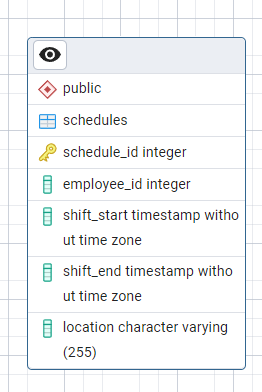 public
schedules
schedule_id integer
employee_id integer
shift_start timestamp witho
ut time zone
shift_end timestamp witho
ut time zone
location character varying
(255)